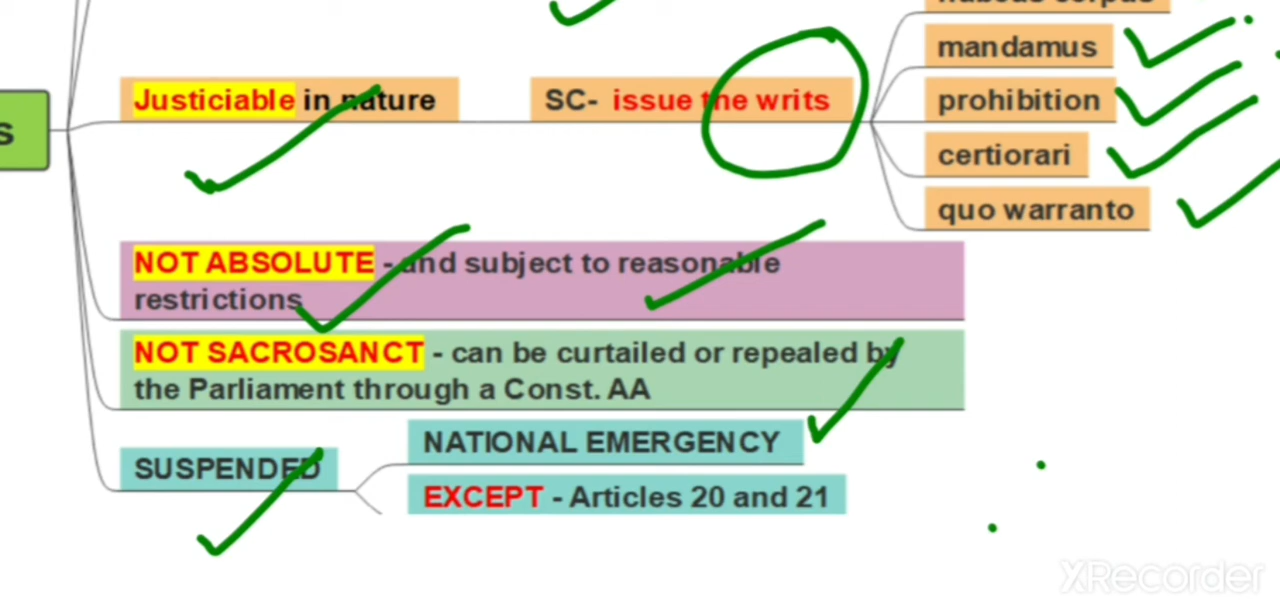 habeas corpus
mandamus
Justiciable in nature
SC- issue the writs
prohibition
certiorari
quo warranto
s
NOT ABSOLUTE - and subject to reasonable
restrictions
NOT SACROSANCT - can be curtailed or repealed by
the Parliament through a Const. AA
SUSPENDED
NATIONAL EMERGENCY
EXCEPT - Articles 20 and 21
XRecorder